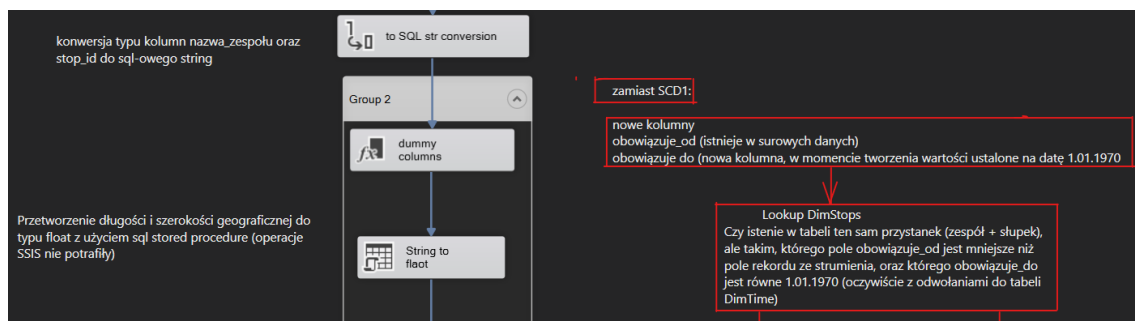 konwersja typu kolumn nazwa_zespołu oraz
stop_id do sql-owego string
to SQL str conversion
Group 2
dummy
columns
Przetworzenie długości i szerokości geograficznej do
typu float z użyciem sql stored procedure (operacje
SSIS nie potrafiły)
String to
flaot
zamiast SCD1:
nowe kolumny
obowiązuje_od (istnieje w surowych danych)
obowiązuje do (nowa kolumna, w momencie tworzenia wartości ustalone na datę 1.01.1970
Lookup DimStops
Czy istenie w tabeli ten sam przystanek (zespół + słupek),
ale takim, którego pole obowiązuje_od jest mniejsze niż
pole rekordu ze strumienia, oraz którego obowiązuje_do
jest równe 1.01.1970 (oczywiście z odwołaniami do tabeli
DimTime)